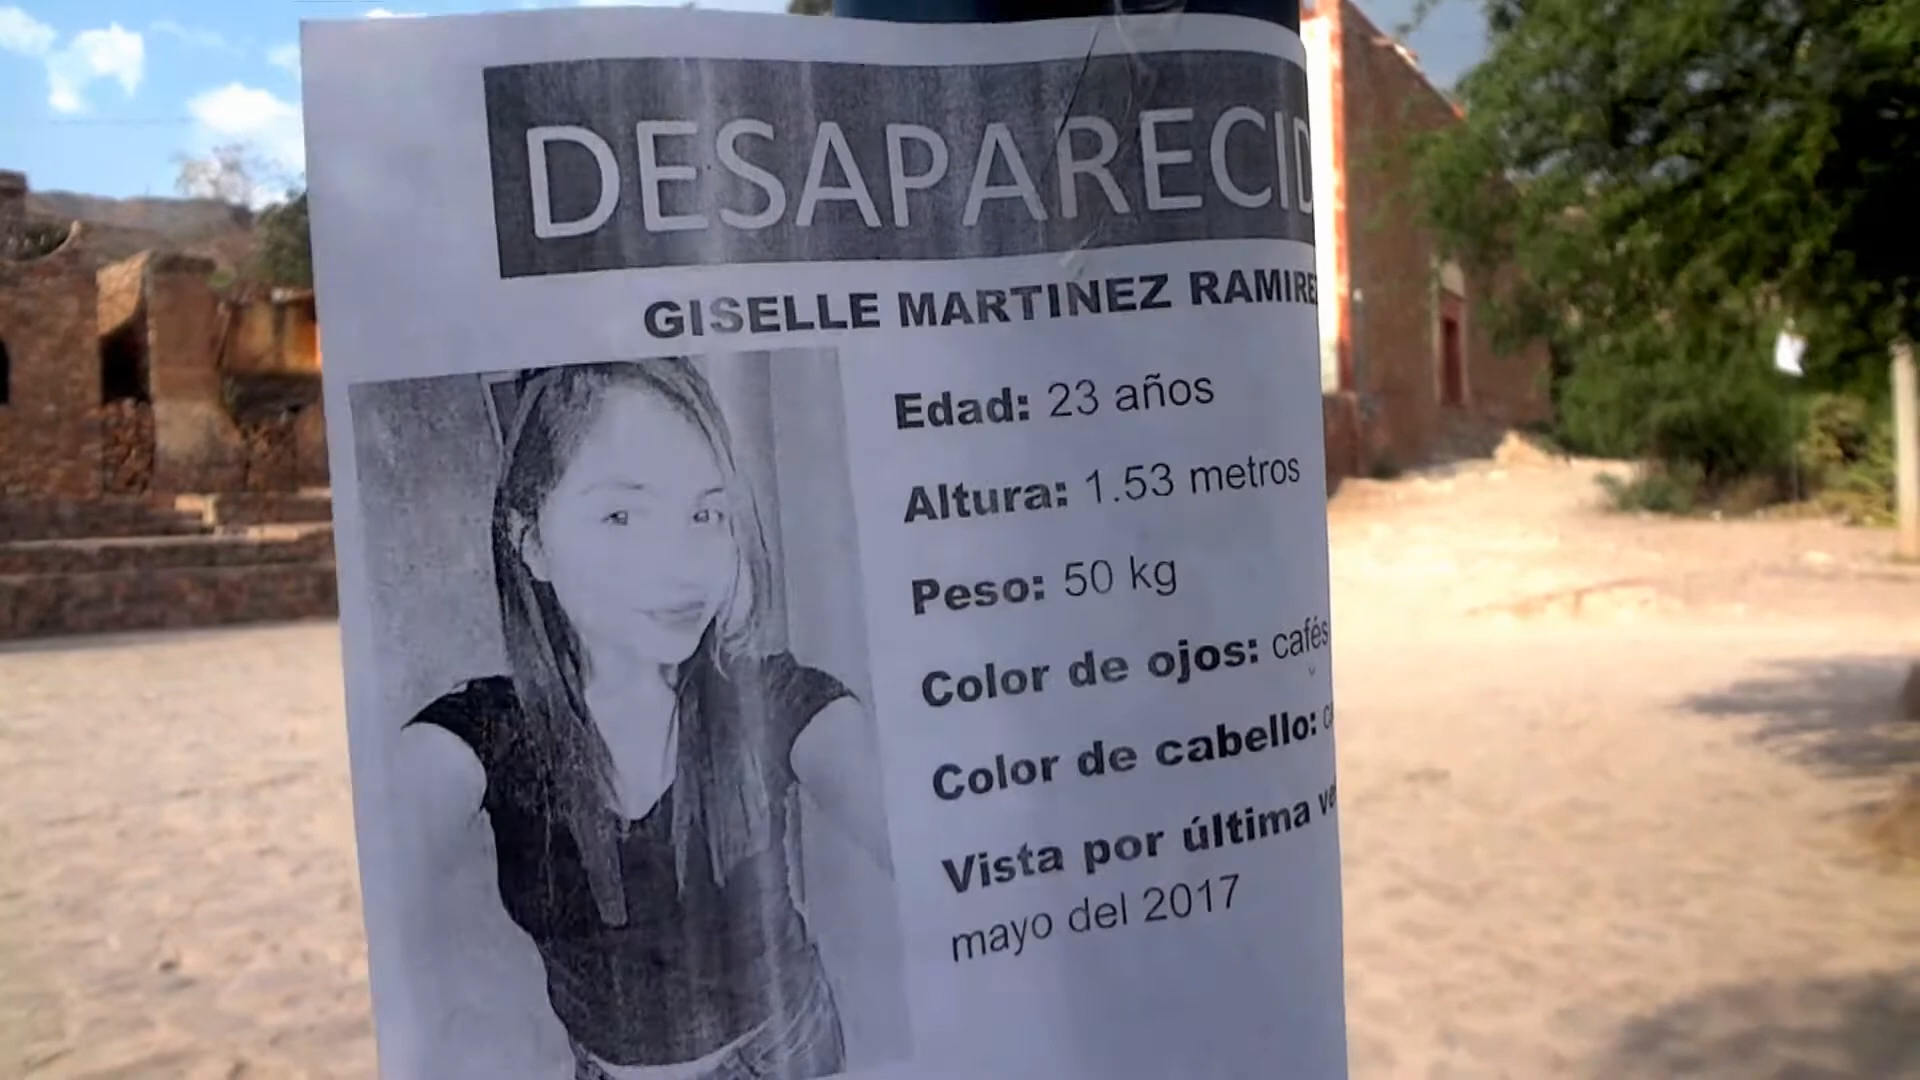 DESAPARECID
GISELLE MARTINEZ RAMIRE
Edad: 23 años
Altura: 1.53 metros
Peso: 50 kg
Color de ojos: cafés
Color de cabello:
Vista por última ve
mayo del 2017